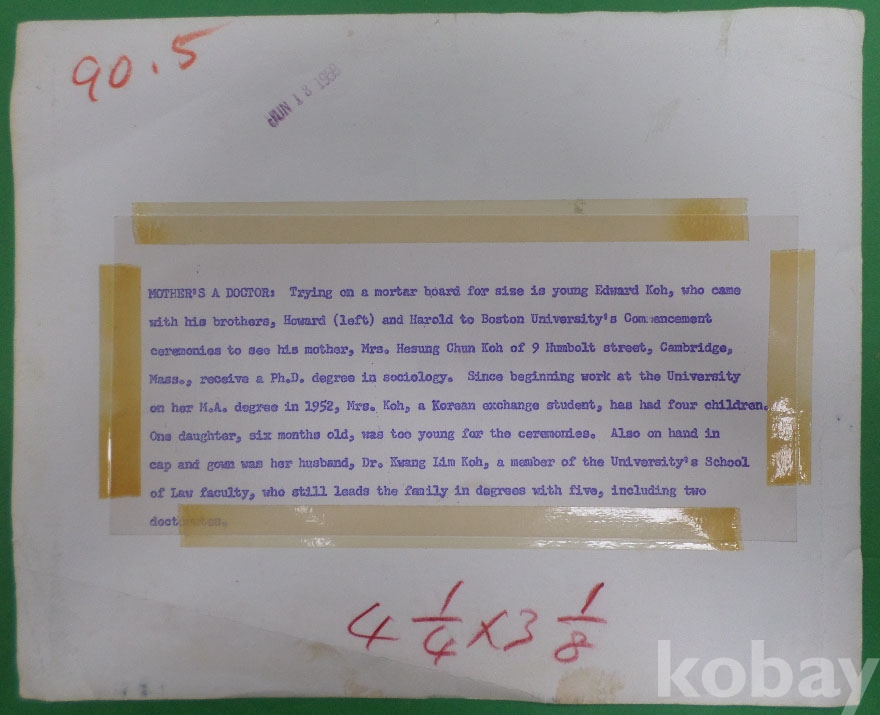 90.5
JUN 18 1959
MOTHER'S A DOCTOR: Trying on a mortar board for size is young Edward Koh, who came
with his brothers, Howard (left) and Harold to Boston University's Commencement
ceremonies to see his mother, Mrs. Hesung Chun Koh of 9 Humbolt street, Cambridge,
Mass., receive a Ph.D. degree in sociology. Since beginning work at the University
on her M.A. degree in 1952, Mrs. Koh, a Korean exchange student, has had four children.
One daughter, six months old, was too young for the ceremonies. Also on hand in
cap and gown was her husband, Dr. Kwang Lim Koh, a member of the University's School
of Law faculty, who still leads the family in degrees with five, including two
doctorates.
4 1/4 x 3 1/8
kobay